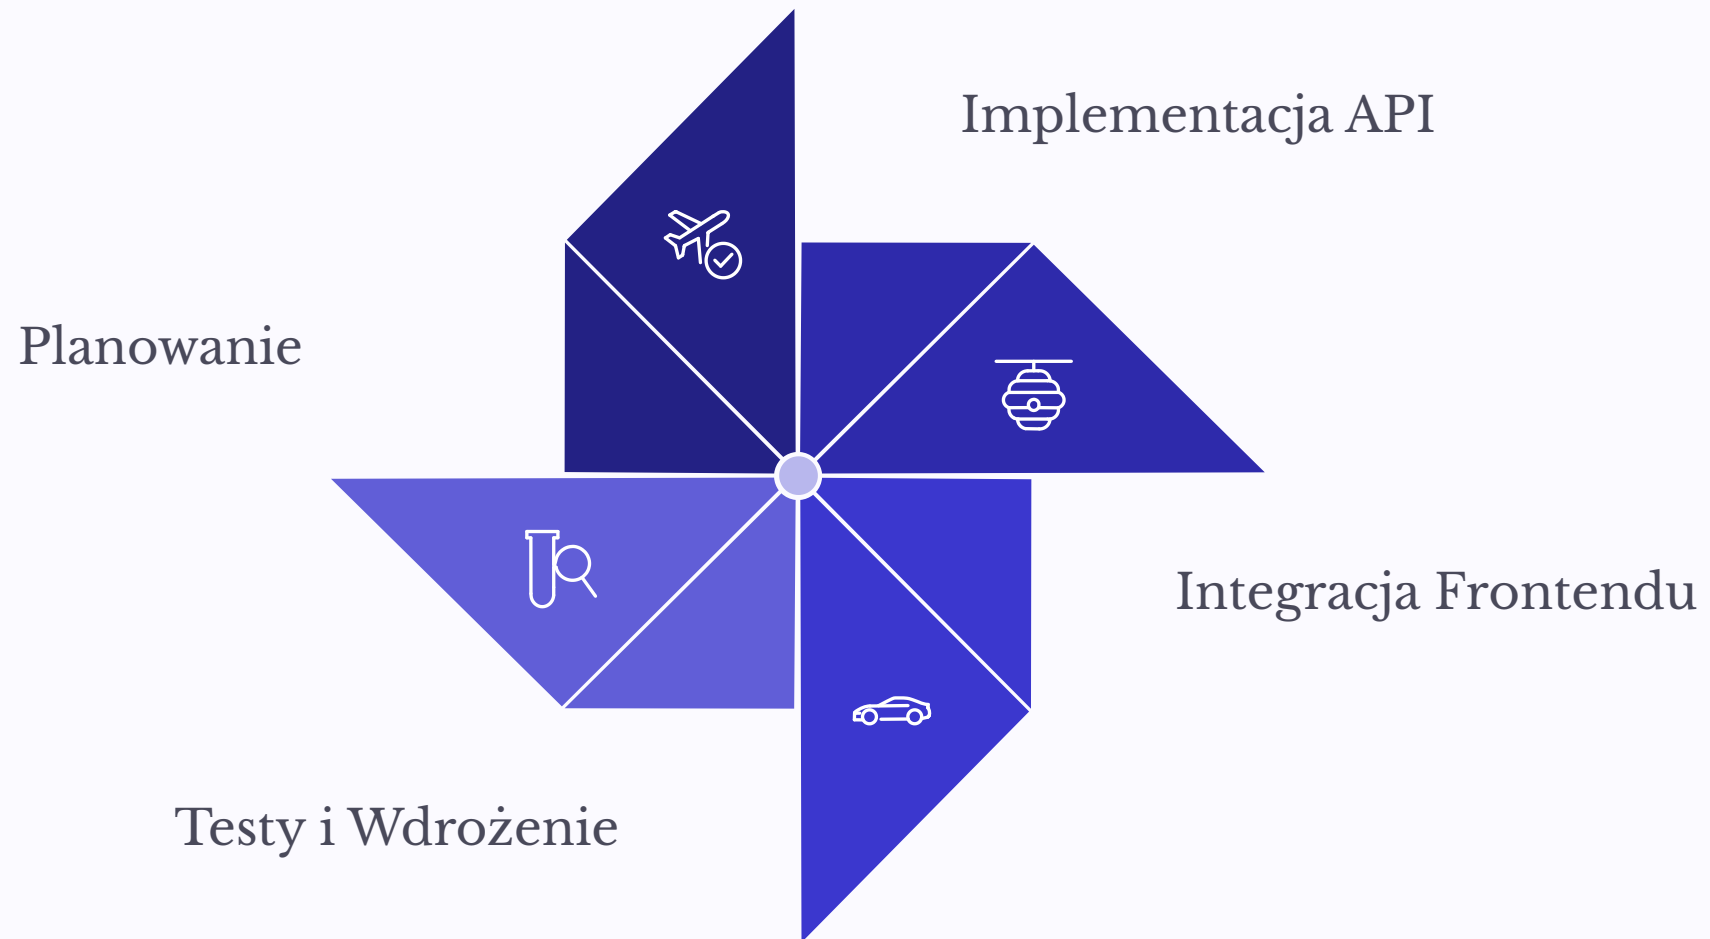 Implementacja API
Planowanie
Integracja Frontendu
Testy i Wdrożenie